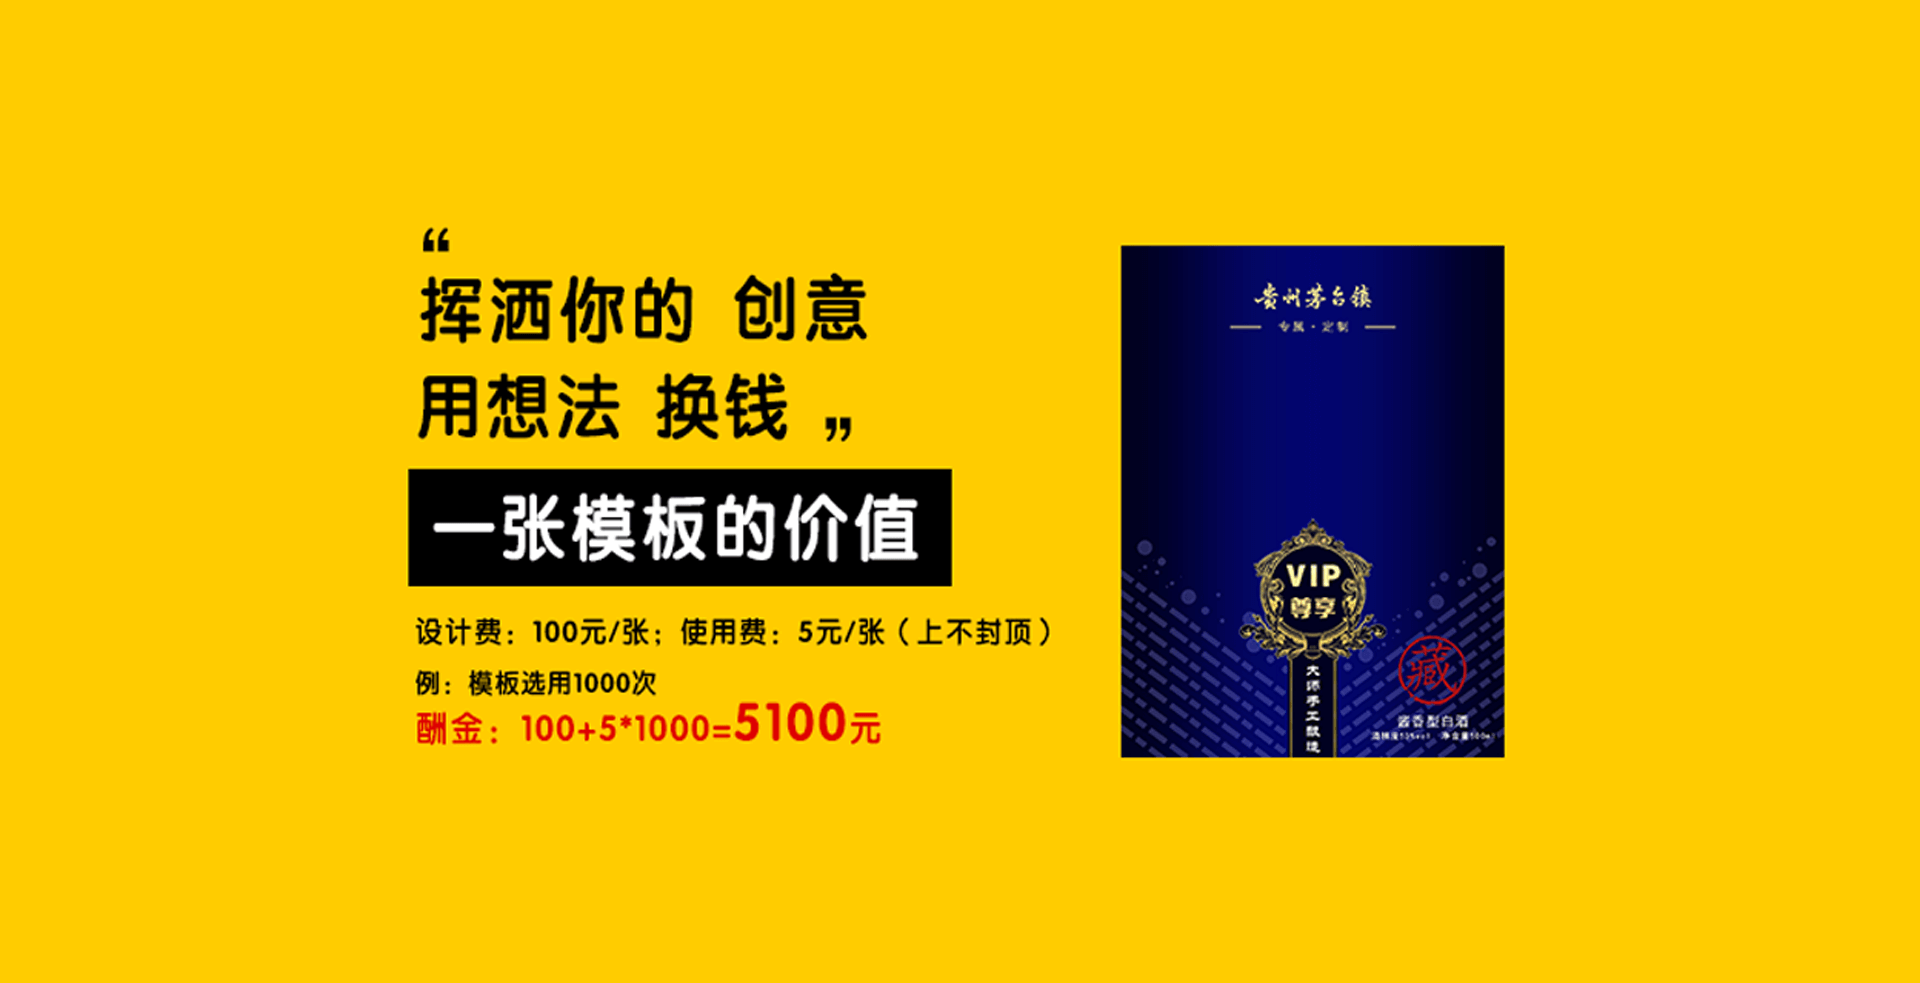 “
挥洒你的 创意
用想法 换钱 ”
一张模板的价值
设计费：100元/张；使用费：5元/张（上不封顶）
例：模板选用1000次
酬金：100+5*1000=5100元
贵州茅台镇
专属·定制
VIP
尊享
大师手工酿造
藏
酱香型白酒